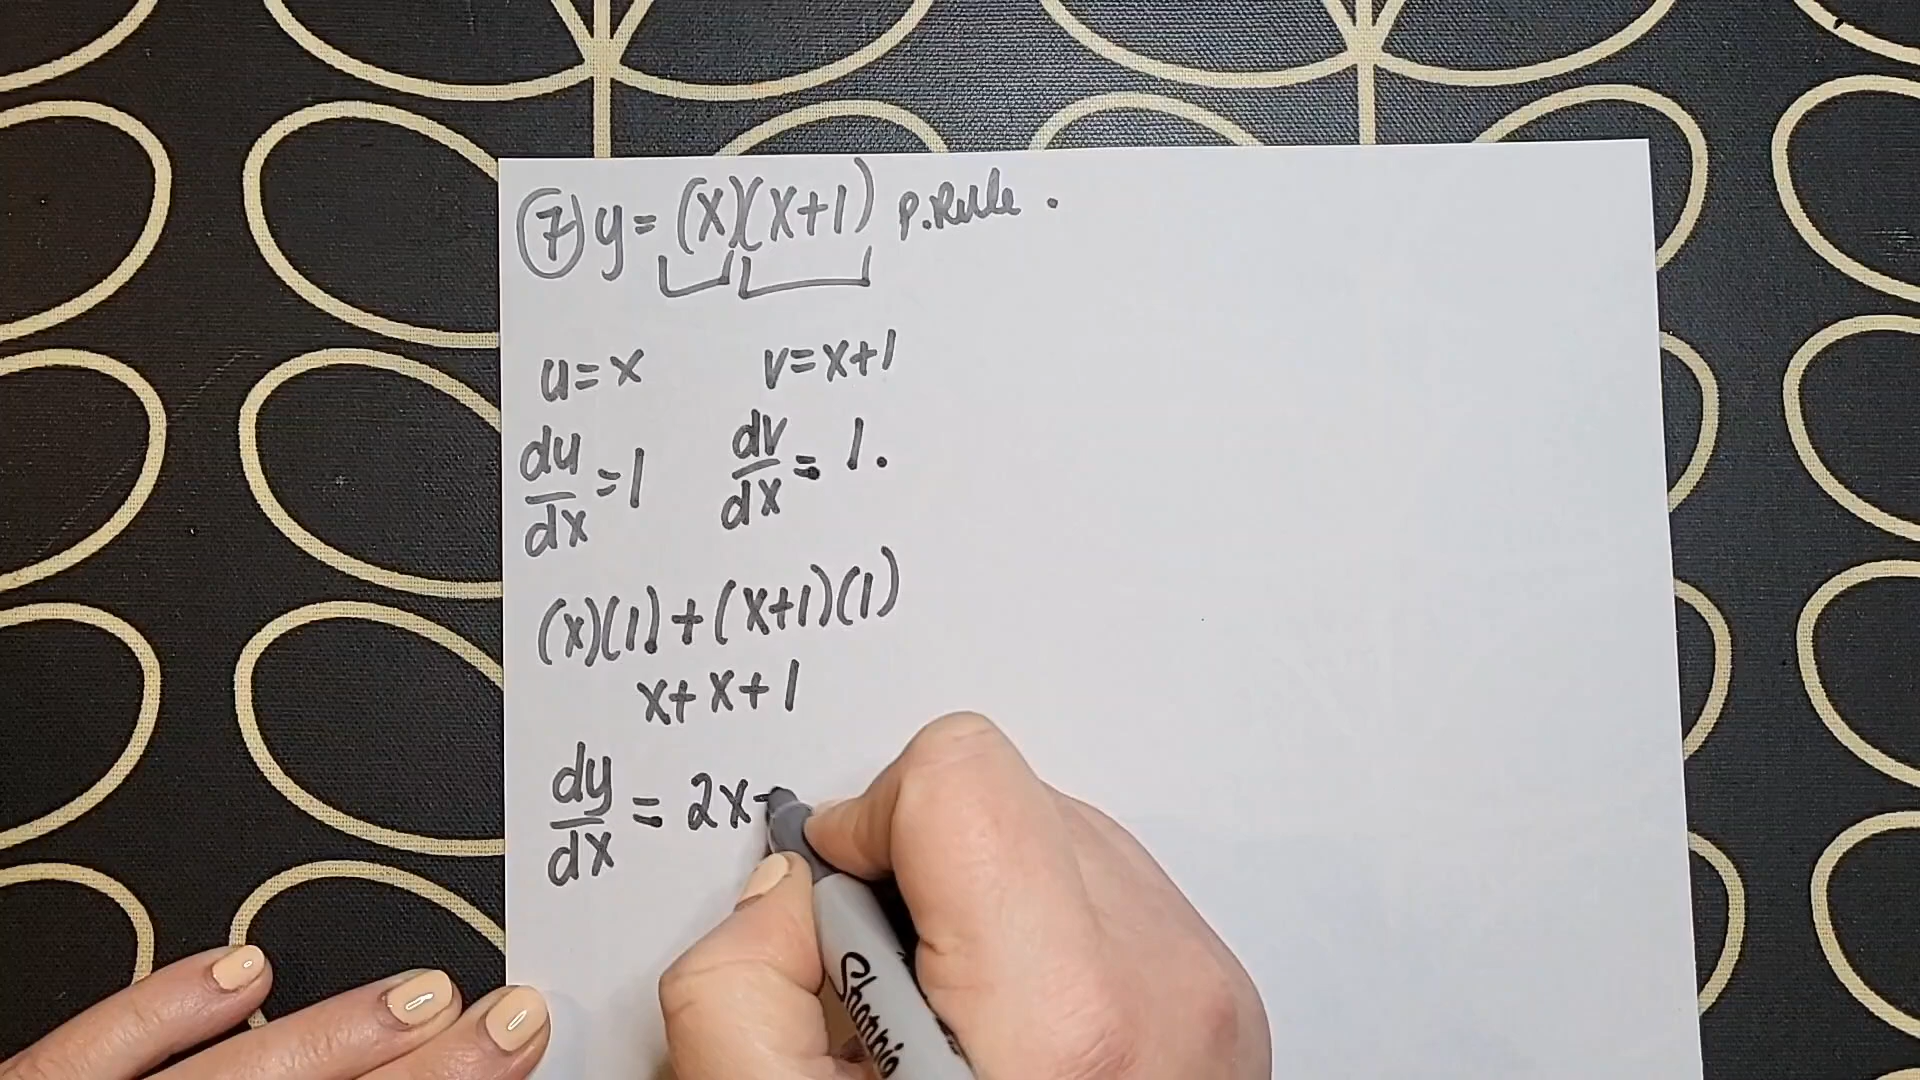 ⑦ y = (x)(x+1) P.Rule .
u = x v = x+1
du/dx = 1 dv/dx = 1.
(x)(1) + (x+1)(1)
x + x + 1
dy/dx = 2x
Sharpie